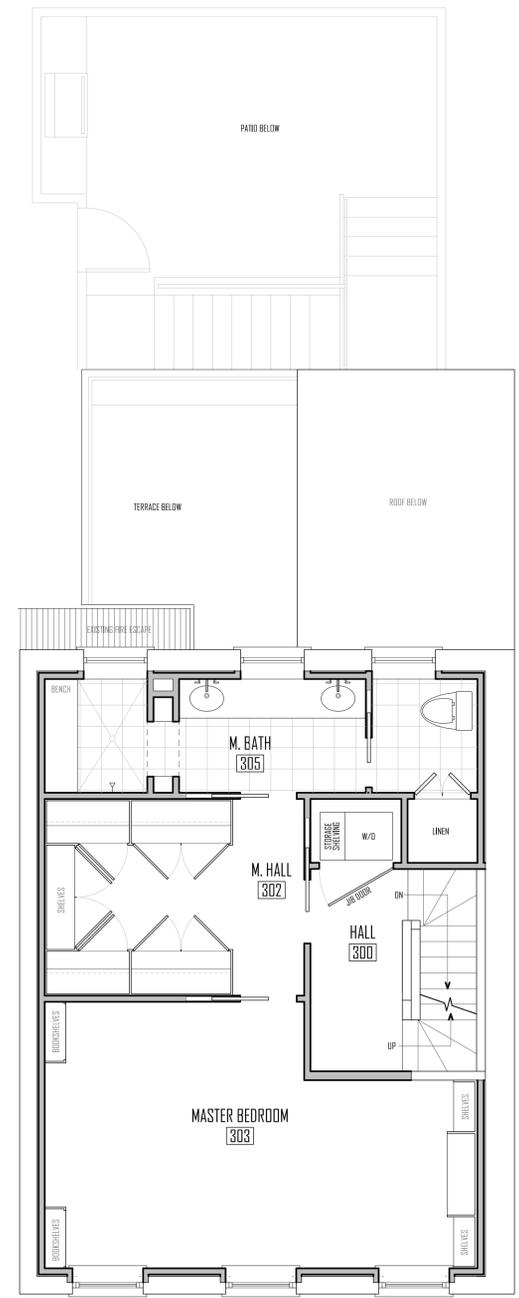 PATIO BELOW
TERRACE BELOW
ROOF BELOW
EXISTING FIRE ESCAPE
BENCH
M. BATH
305
STORAGE
SHELVING
W/D
LINEN
SHELVES
M. HALL
302
JIB DOOR
DN
HALL
300
BOOKSHELVES
UP
MASTER BEDROOM
303
SHELVES
BOOKSHELVES
SHELVES